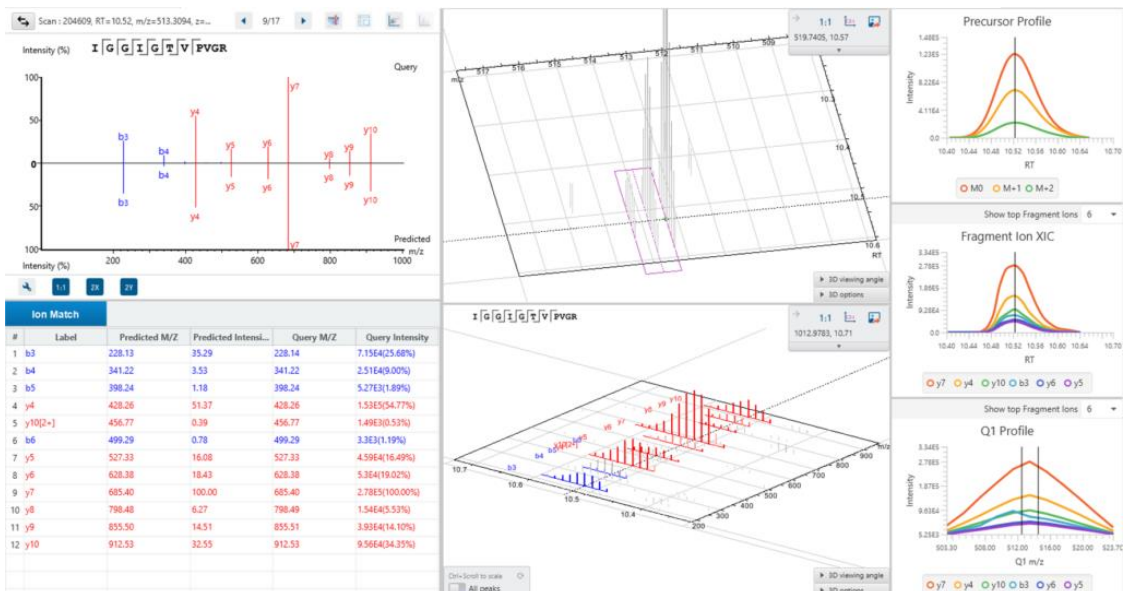 Scan : 204609, RT=10.52, m/z=513.3094, z=...
9/17
Intensity (%)
I G G I G T V PVGR
Query
100
50
0
50
100
b3
b4
y4
y5
y6
y7
y8
y9
y10
b3
b4
y4
y5
y6
y7
y8
y9
y10
Predicted
m/z
200
400
600
800
1000
Intensity (%)
1:1
2X
2Y
Ion Match
# Label Predicted M/Z Predicted Intensi... Query M/Z Query Intensity
1 b3 228.13 35.29 228.14 7.15E4(25.68%)
2 b4 341.22 3.53 341.22 2.51E4(9.00%)
3 b5 398.24 1.18 398.24 5.27E3(1.89%)
4 y4 428.26 51.37 428.26 1.53E5(54.77%)
5 y10[2+] 456.77 0.39 456.77 1.49E3(0.53%)
6 b6 499.29 0.78 499.29 3.3E3(1.19%)
7 y5 527.33 16.08 527.33 4.59E4(16.49%)
8 y6 628.38 18.43 628.38 5.3E4(19.02%)
9 y7 685.40 100.00 685.40 2.78E5(100.00%)
10 y8 798.48 6.27 798.49 1.54E4(5.53%)
11 y9 855.50 14.51 855.51 3.93E4(14.10%)
12 y10 912.53 32.55 912.53 9.56E4(34.35%)
1:1
519.7405, 10.57
m/z
517
516
515
514
513
512
511
510
509
10.3
10.4
10.5
10.6
RT
3D viewing angle
3D options
I G G I G T V PVGR
1:1
1012.9783, 10.71
b3
b4
y6
y7
y8
y9
y10
10.7
10.6
10.5
10.4
200
300
400
500
600
700
800
900
m/z
Ctrl+Scroll to scale
All peaks
3D viewing angle
3D options
Precursor Profile
Intensity
1.48E5
1.23E5
8.22E4
4.11E4
0.0
10.40 10.44 10.48 10.52 10.56 10.60 10.64 10.70
RT
M0 M+1 M+2
Show top Fragment Ions 6
Fragment Ion XIC
Intensity
3.34E5
2.79E5
1.86E5
9.28E4
0.0
10.40 10.44 10.48 10.52 10.56 10.60 10.64 10.70
RT
y7 y4 y10 b3 y6 y5
Show top Fragment Ions 6
Q1 Profile
Intensity
3.34E5
2.78E5
1.87E5
9.63E4
5.25E3
503.30 508.00 512.00 516.00 520.00 523.70
Q1 m/z
y7 y4 y10 b3 y6 y5